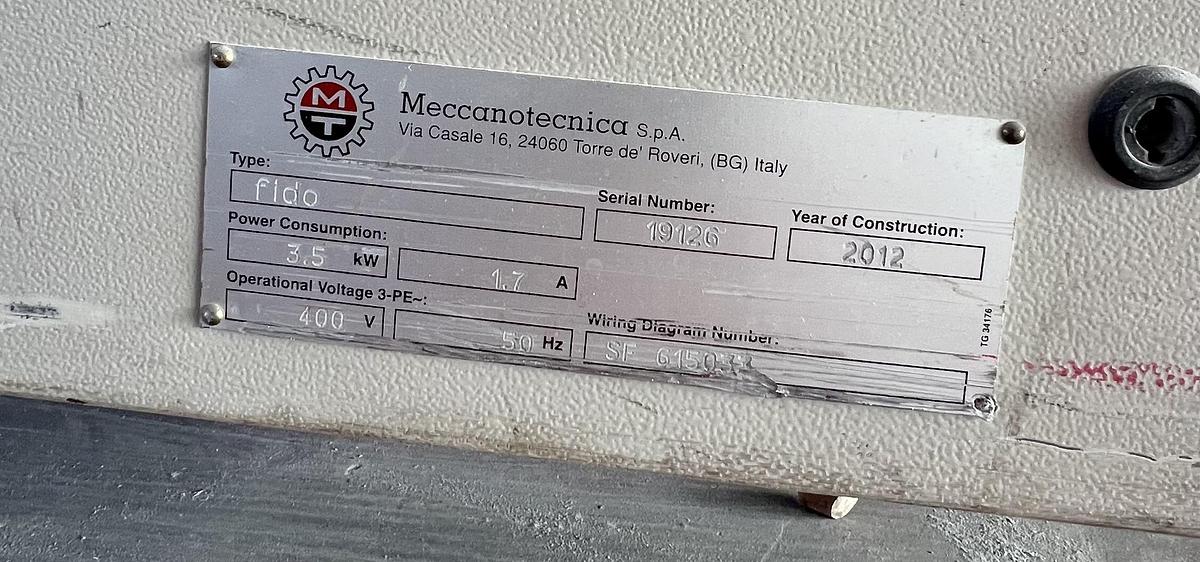 MT
Meccanotecnica S.p.A.
Via Casale 16, 24060 Torre de' Roveri, (BG) Italy
Type:
fido
Serial Number:
19126
Year of Construction:
2012
Power Consumption:
3.5 kW
1.7 A
Operational Voltage 3-PE~:
400 V
50 Hz
Wiring Diagram Number:
SF
TG 34176